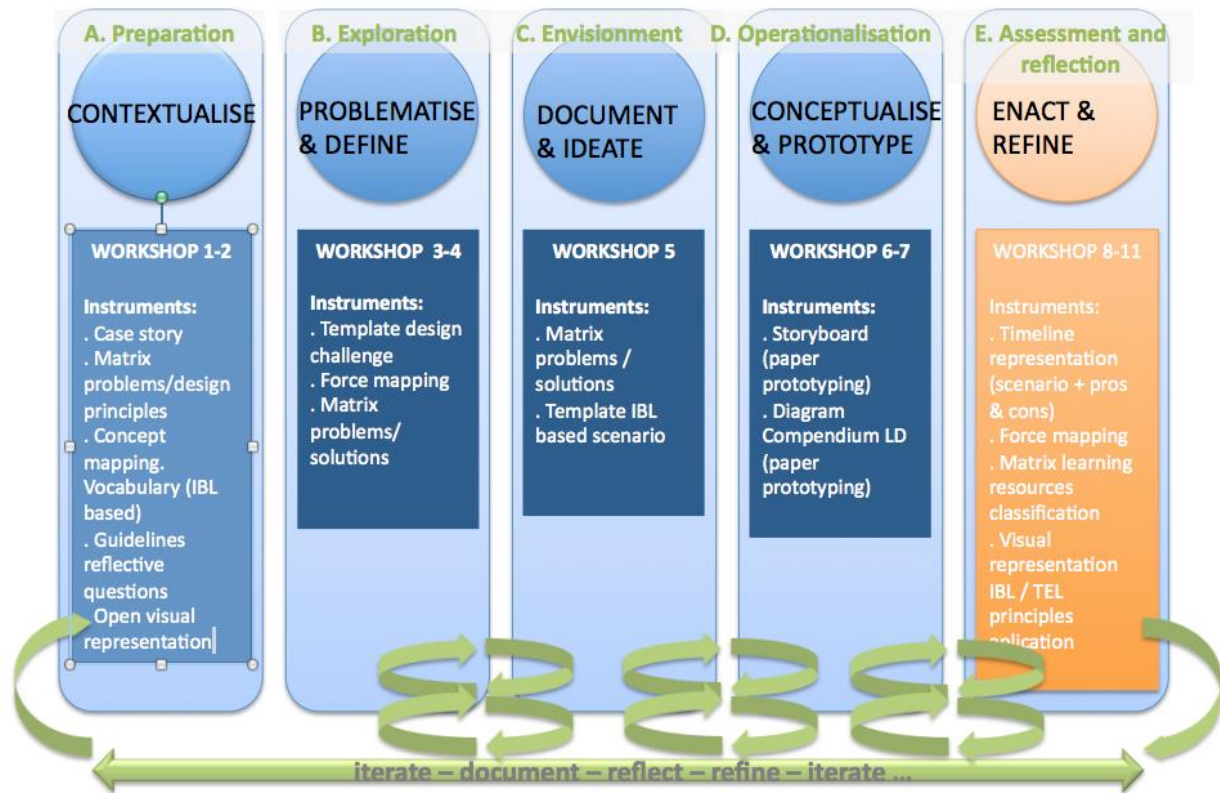 A. Preparation
CONTEXTUALISE
WORKSHOP 1-2
Instruments:
. Case story
. Matrix
problems/design
principles
. Concept
mapping.
Vocabulary (IBL
based)
. Guidelines
reflective
questions
. Open visual
representation
B. Exploration
PROBLEMATISE
& DEFINE
WORKSHOP 3-4
Instruments:
. Template design
challenge
. Force mapping
. Matrix
problems/
solutions
C. Envisionment
DOCUMENT
& IDEATE
WORKSHOP 5
Instruments:
. Matrix
problems /
solutions
. Template IBL
based scenario
D. Operationalisation
CONCEPTUALISE
& PROTOTYPE
WORKSHOP 6-7
Instruments:
. Storyboard
(paper
prototyping)
. Diagram
Compendium LD
(paper
prototyping)
E. Assessment and
reflection
ENACT &
REFINE
WORKSHOP 8-11
Instruments:
. Timeline
representation
(scenario + pros
& cons)
. Force mapping
. Matrix learning
resources
classification
. Visual
representation
IBL / TEL
principles
iterate – document – reflect – refine – iterate ...